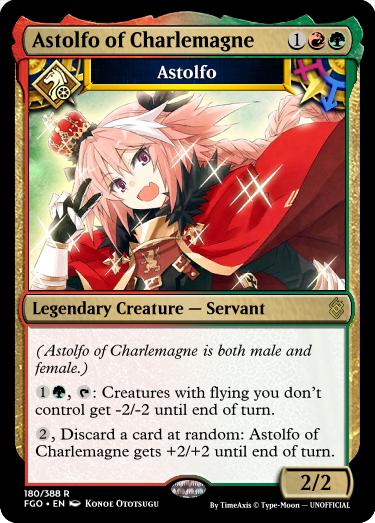 Astolfo of Charlemagne 1
Astolfo
Legendary Creature — Servant
(Astolfo of Charlemagne is both male and
female.)
1 , : Creatures with flying you don't
control get -2/-2 until end of turn.
2 , Discard a card at random: Astolfo of
Charlemagne gets +2/+2 until end of turn.
2/2
180/388 R
FGO • EN Konoe Ototsugu
By TimeAxis © Type-Moon — UNOFFICIAL